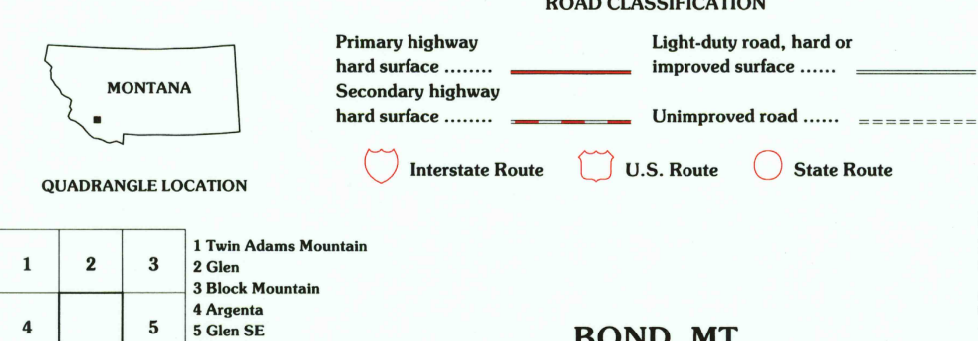 ROAD CLASSIFICATION
MONTANA
QUADRANGLE LOCATION
Primary highway
hard surface ........
Secondary highway
hard surface ........
Light-duty road, hard or
improved surface ......
Unimproved road ......
Interstate Route
U.S. Route
State Route
1 2 3
4 5
1 Twin Adams Mountain
2 Glen
3 Block Mountain
4 Argenta
5 Glen SE
BOND, MT